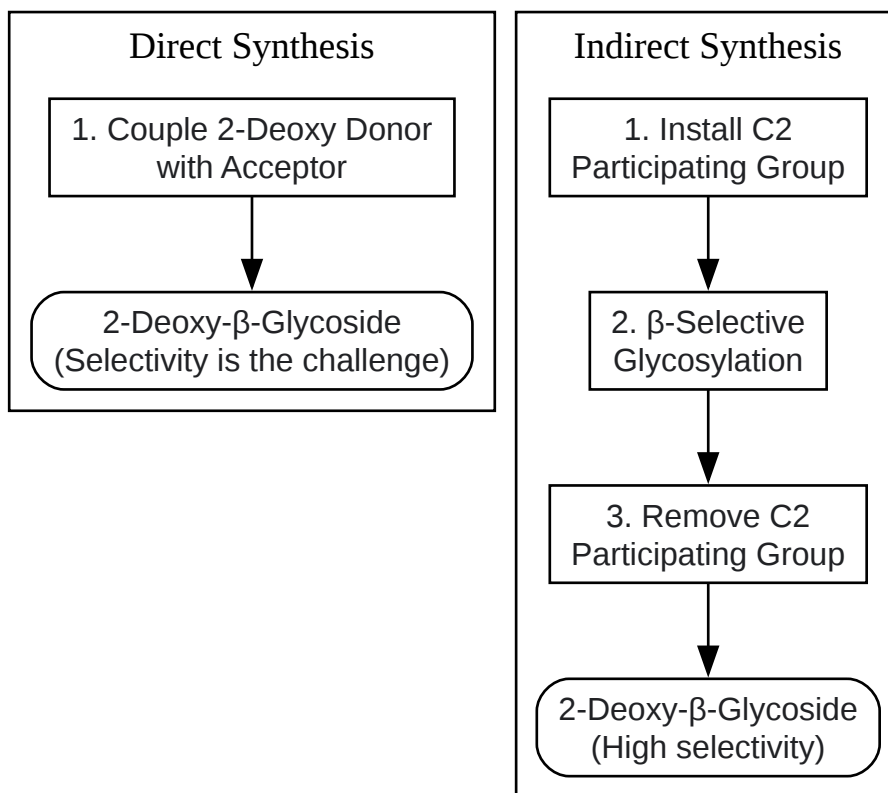 Direct Synthesis
1. Couple 2-Deoxy Donor
with Acceptor
2-Deoxy-β-Glycoside
(Selectivity is the challenge)
Indirect Synthesis
1. Install C2
Participating Group
2. β-Selective
Glycosylation
3. Remove C2
Participating Group
2-Deoxy-β-Glycoside
(High selectivity)